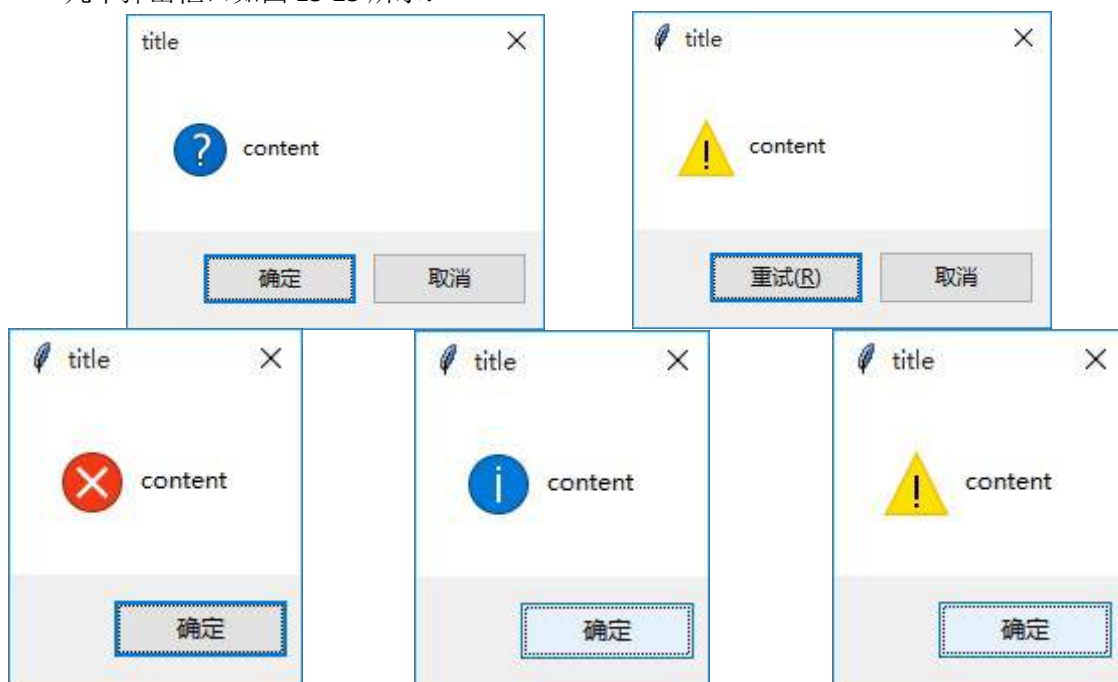 title
title
content
content
确定
取消
重试(R)
取消
title
title
title
content
content
content
确定
确定
确定